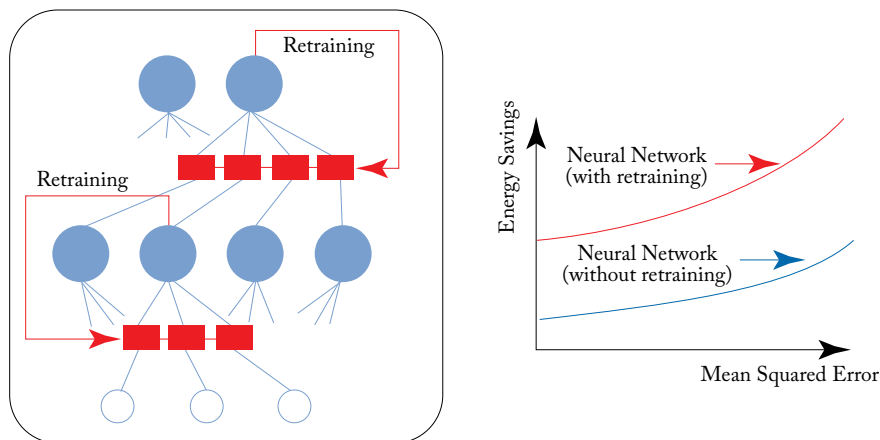 Retraining
Retraining
Energy Savings
Neural Network
(with retraining)
Neural Network
(without retraining)
Mean Squared Error